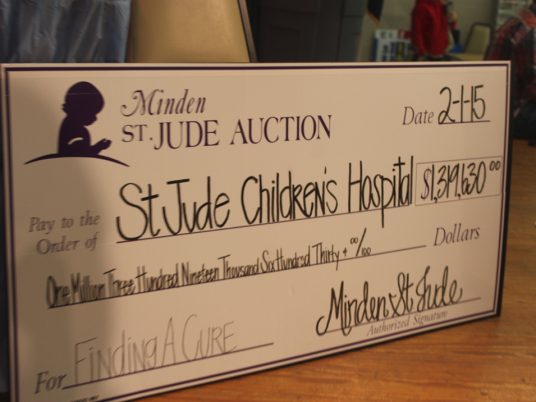 Minden
ST. JUDE AUCTION
Date 2-1-15
Pay to the
Order of
St Jude Children's Hospital $1,319,630.00
One Million Three Hundred Nineteen Thousand Six Hundred Thirty + 00/100 Dollars
For Finding A Cure
Minden St Jude
Authorized Signature